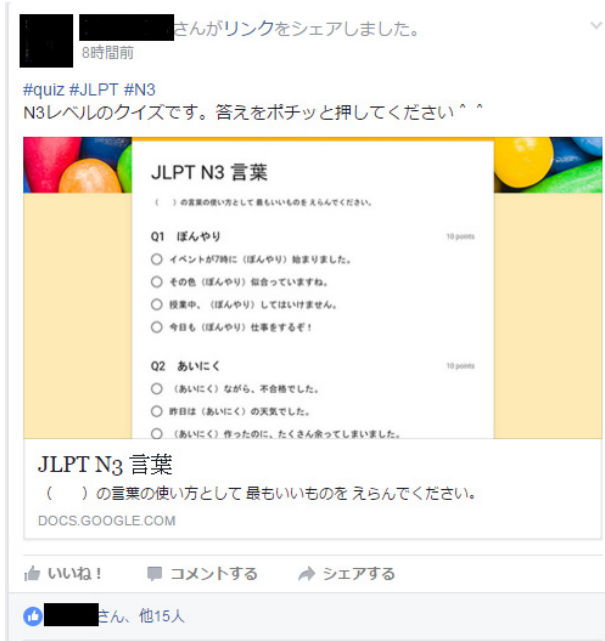 さんがリンクをシェアしました。
8時間前
#quiz #JLPT #N3
N3レベルのクイズです。答えをポチッと押してください＾＾
JLPT N3 言葉
（　）の言葉の使い方として 最もいいものを えらんでください。
Q1 ぼんやり 10 points
イベントが7時に（ぼんやり）始まりました。
その色（ぼんやり）似合っていますね。
授業中、（ぼんやり）してはいけません。
今日も（ぼんやり）仕事をするぞ！
Q2 あいにく 10 points
（あいにく）ながら、不合格でした。
昨日は（あいにく）の天気でした。
（あいにく）作ったのに、たくさん余ってしまいました。
JLPT N3 言葉
（　　）の言葉の使い方として 最もいいものを えらんでください。
DOCS.GOOGLE.COM
いいね！ コメントする シェアする
さん、他15人